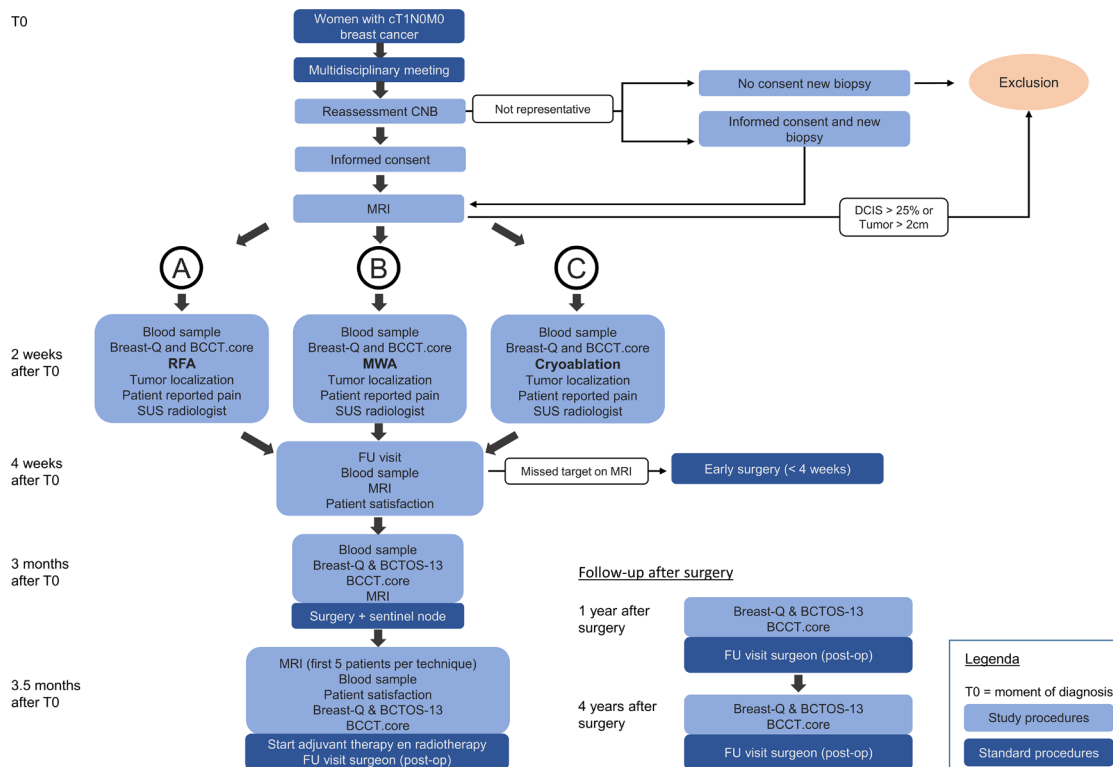 T0
Women with cT1N0M0
breast cancer
Multidisciplinary meeting
Reassessment CNB
Not representative
No consent new biopsy
Exclusion
Informed consent and new
biopsy
Informed consent
MRI
DCIS > 25% or
Tumor > 2cm
A
B
C
2 weeks
after T0
Blood sample
Breast-Q and BCCT.core
RFA
Tumor localization
Patient reported pain
SUS radiologist
Blood sample
Breast-Q and BCCT.core
MWA
Tumor localization
Patient reported pain
SUS radiologist
Blood sample
Breast-Q and BCCT.core
Cryoablation
Tumor localization
Patient reported pain
SUS radiologist
4 weeks
after T0
FU visit
Blood sample
MRI
Patient satisfaction
Missed target on MRI
Early surgery (< 4 weeks)
3 months
after T0
Blood sample
Breast-Q & BCTOS-13
BCCT.core
MRI
Surgery + sentinel node
3.5 months
after T0
MRI (first 5 patients per technique)
Blood sample
Patient satisfaction
Breast-Q & BCTOS-13
BCCT.core
Start adjuvant therapy en radiotherapy
FU visit surgeon (post-op)
Follow-up after surgery
1 year after
surgery
Breast-Q & BCTOS-13
BCCT.core
FU visit surgeon (post-op)
4 years after
surgery
Breast-Q & BCTOS-13
BCCT.core
FU visit surgeon (post-op)
Legenda
T0 = moment of diagnosis
Study procedures
Standard procedures